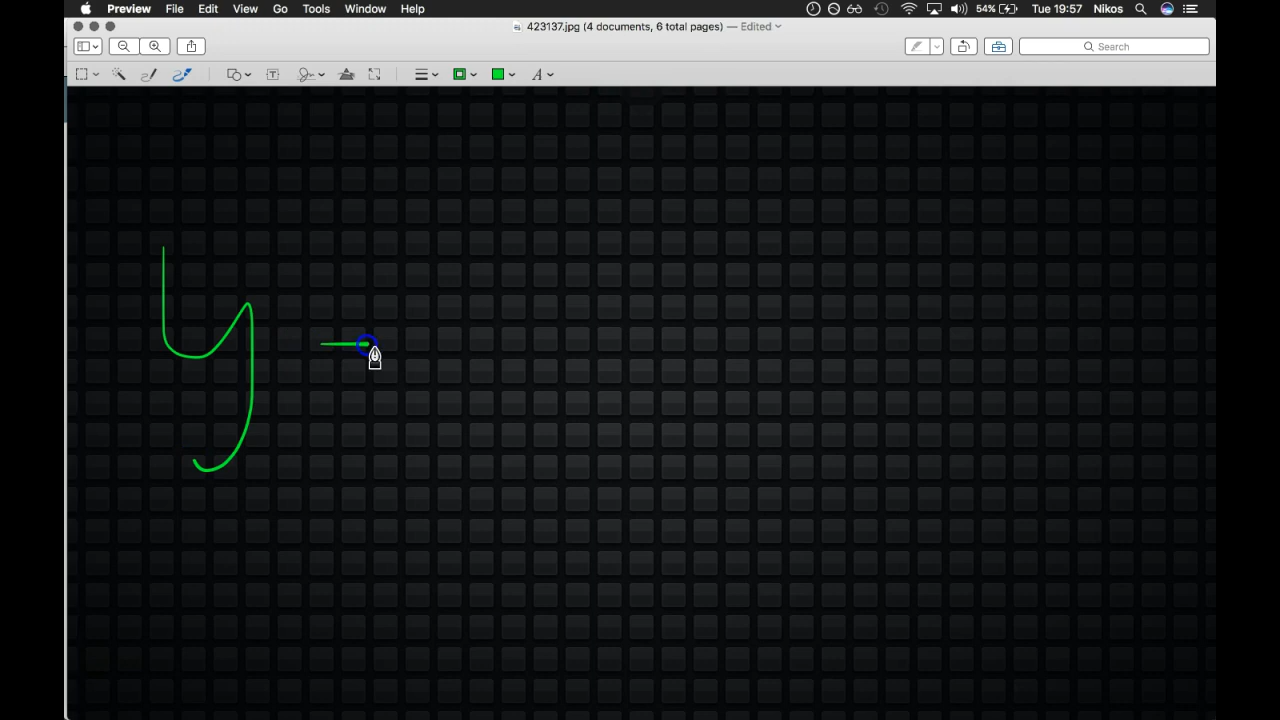 Preview File Edit View Go Tools Window Help 54% Tue 19:57 Nikos
423137.jpg (4 documents, 6 total pages) — Edited
Search
T A
y -